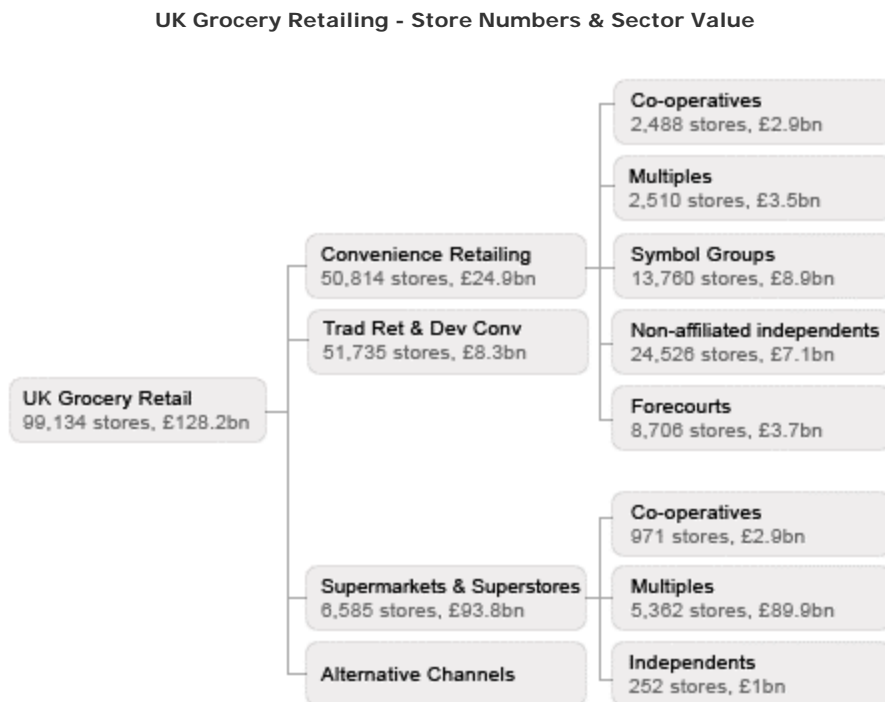 UK Grocery Retailing - Store Numbers & Sector Value
UK Grocery Retail
99,134 stores, £128.2bn
Convenience Retailing
50,814 stores, £24.9bn
Trad Ret & Dev Conv
51,735 stores, £8.3bn
Supermarkets & Superstores
6,585 stores, £93.8bn
Alternative Channels
Co-operatives
2,488 stores, £2.9bn
Multiples
2,510 stores, £3.5bn
Symbol Groups
13,760 stores, £8.9bn
Non-affiliated independents
24,526 stores, £7.1bn
Forecourts
8,706 stores, £3.7bn
Co-operatives
971 stores, £2.9bn
Multiples
5,362 stores, £89.9bn
Independents
252 stores, £1bn